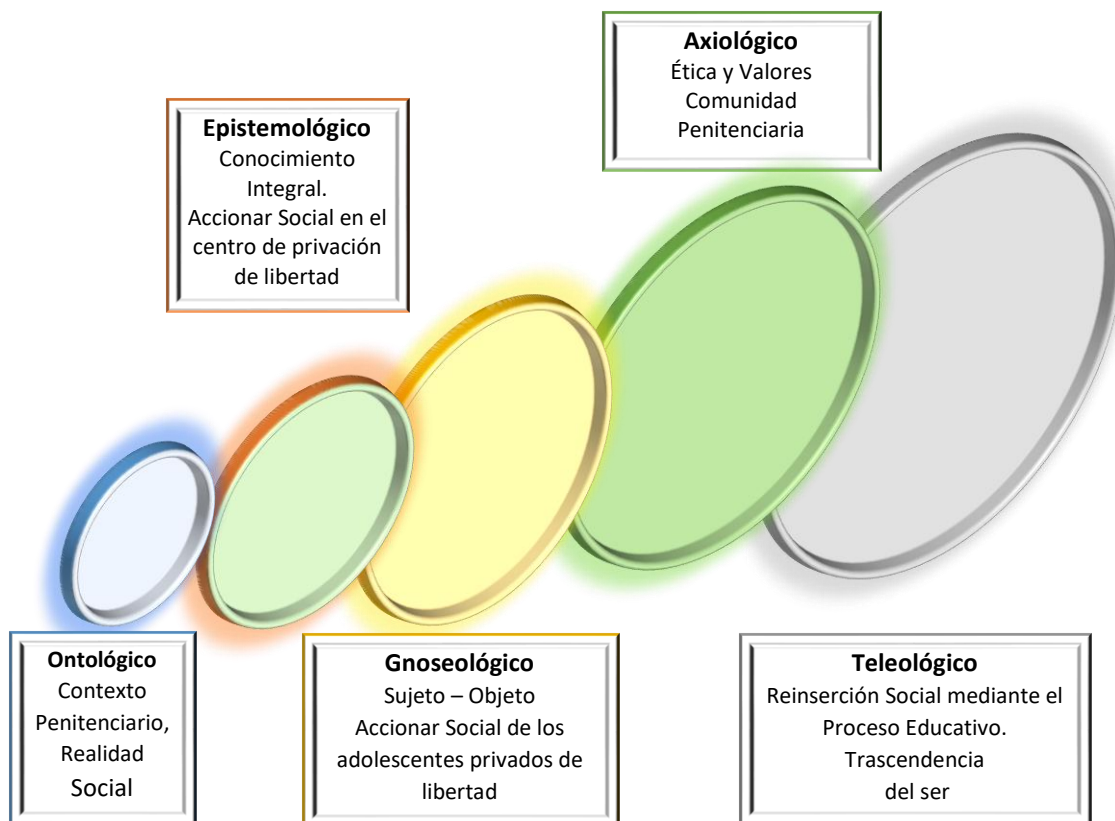 Axiológico
Ética y Valores
Comunidad
Penitenciaria
Epistemológico
Conocimiento
Integral.
Accionar Social en el
centro de privación
de libertad
Ontológico
Contexto
Penitenciario,
Realidad
Social
Gnoseológico
Sujeto – Objeto
Accionar Social de los
adolescentes privados de
libertad
Teleológico
Reinserción Social mediante el
Proceso Educativo.
Trascendencia
del ser